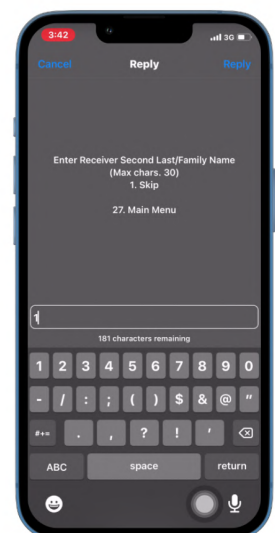 3:42
3G
Cancel Reply Reply
Enter Receiver Second Last/Family Name
(Max chars. 30)
1. Skip
27. Main Menu
1
181 characters remaining
1 2 3 4 5 6 7 8 9 0
- / : ; ( ) $ & @ "
#+= . , ? ! '
ABC space return